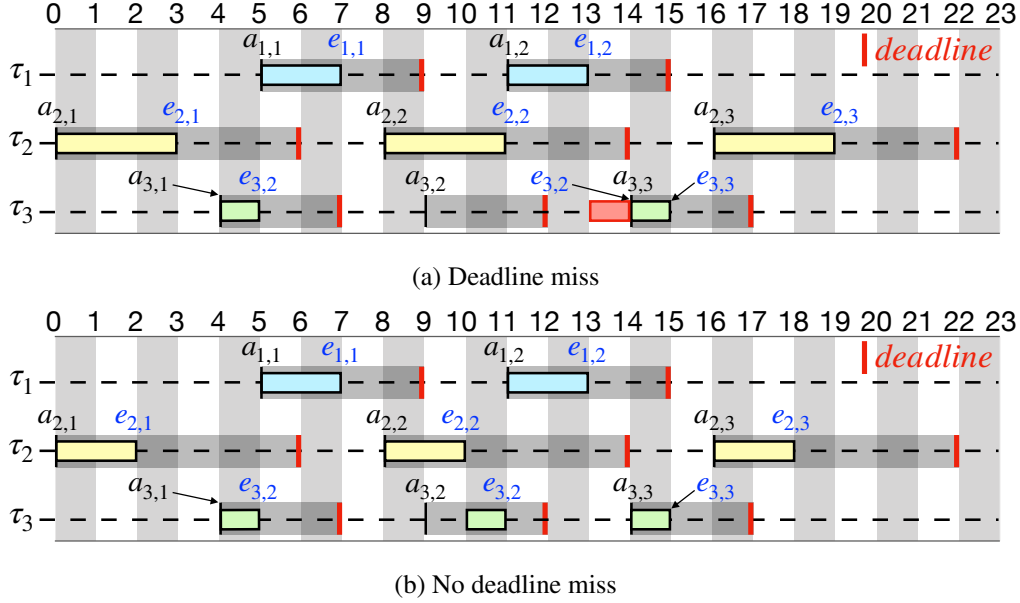 0 1 2 3 4 5 6 7 8 9 10 11 12 13 14 15 16 17 18 19 20 21 22 23
a1,1 e1,1 a1,2 e1,2 deadline
τ1
a2,1 e2,1 a2,2 e2,2 a2,3 e2,3
τ2
a3,1 e3,2 a3,2 e3,2 a3,3 e3,3
τ3
(a) Deadline miss
0 1 2 3 4 5 6 7 8 9 10 11 12 13 14 15 16 17 18 19 20 21 22 23
a1,1 e1,1 a1,2 e1,2 deadline
τ1
a2,1 e2,1 a2,2 e2,2 a2,3 e2,3
τ2
a3,1 e3,2 a3,2 e3,2 a3,3 e3,3
τ3
(b) No deadline miss